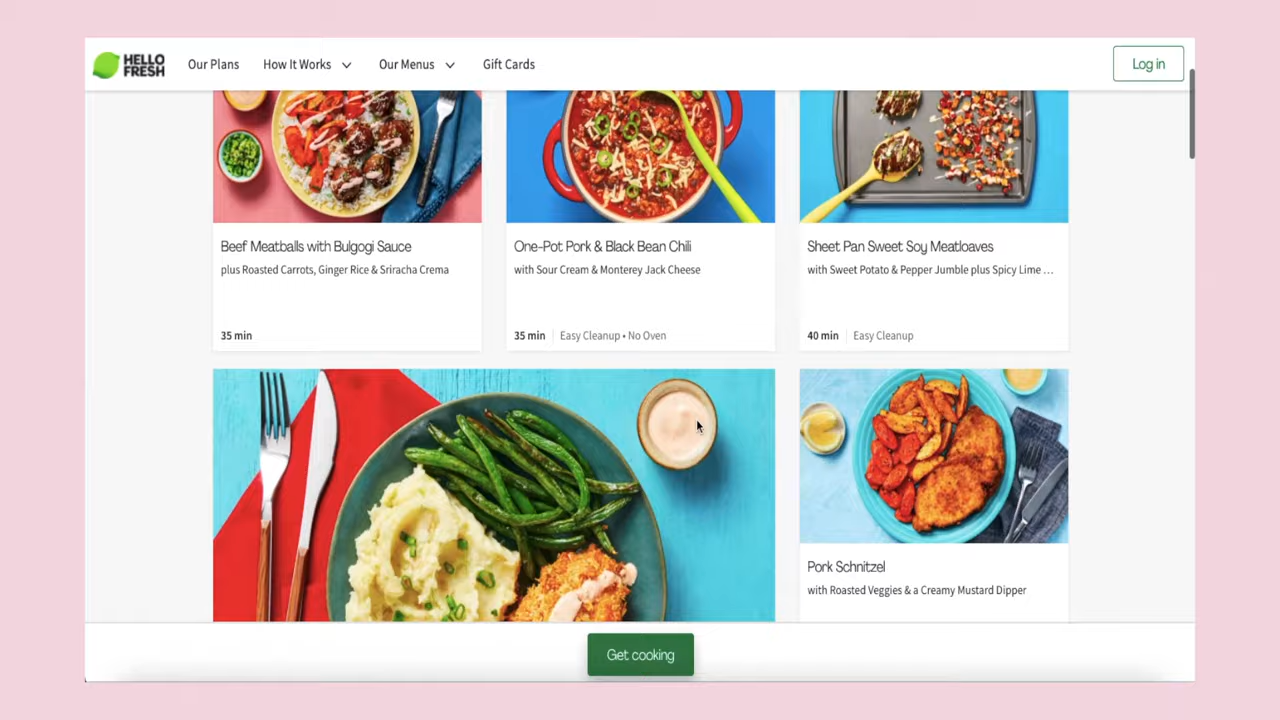 HELLO
FRESH
Our Plans
How It Works
Our Menus
Gift Cards
Log in
Beef Meatballs with Bulgogi Sauce
plus Roasted Carrots, Ginger Rice & Sriracha Crema
35 min
One-Pot Pork & Black Bean Chili
with Sour Cream & Monterey Jack Cheese
35 min Easy Cleanup • No Oven
Sheet Pan Sweet Soy Meatloaves
with Sweet Potato & Pepper Jumble plus Spicy Lime ...
40 min Easy Cleanup
Pork Schnitzel
with Roasted Veggies & a Creamy Mustard Dipper
Get cooking